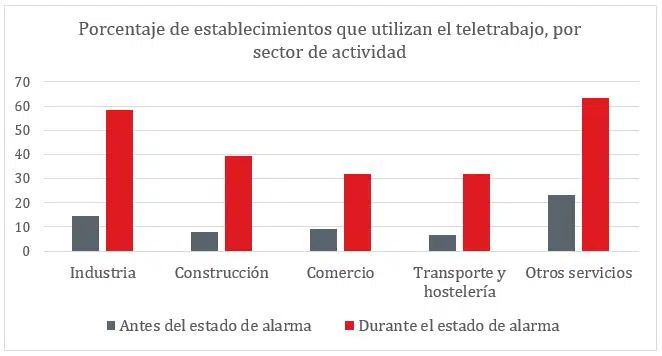 Porcentaje de establecimientos que utilizan el teletrabajo, por
sector de actividad
70
60
50
40
30
20
10
0
Industria
Construcción
Comercio
Transporte y
hostelería
Otros servicios
Antes del estado de alarma
Durante el estado de alarma